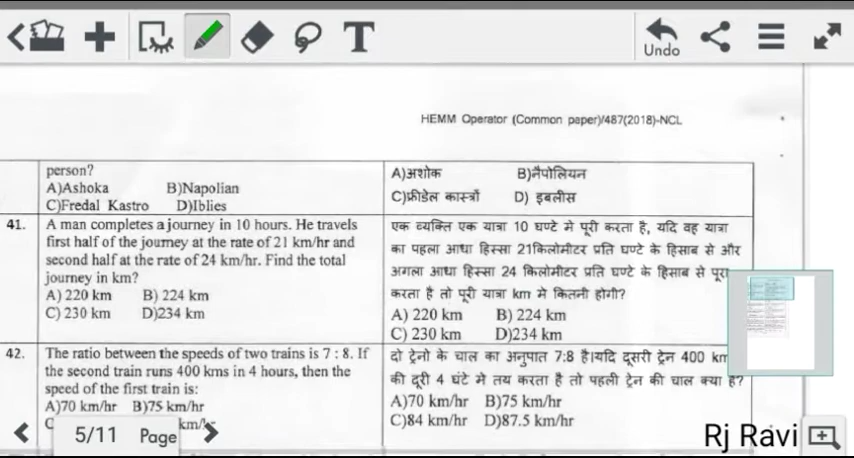 Undo
HEMM Operator (Common paper)/487(2018)-NCL
person?
A)Ashoka B)Napolian
C)Fredal Kastro D)Iblies
A)अशोक B)नैपोलियन
C)फ्रीडेल कास्त्रों D) इबलीस
41. A man completes a journey in 10 hours. He travels
first half of the journey at the rate of 21 km/hr and
second half at the rate of 24 km/hr. Find the total
journey in km?
A) 220 km B) 224 km
C) 230 km D)234 km
एक व्यक्ति एक यात्रा 10 घण्टे मे पूरी करता है, यदि वह यात्रा
का पहला आधा हिस्सा 21किलोमीटर प्रति घण्टे के हिसाब से और
अगला आधा हिस्सा 24 किलोमीटर प्रति घण्टे के हिसाब से पूरा
करता है तो पूरी यात्रा km मे कितनी होगी?
A) 220 km B) 224 km
C) 230 km D)234 km
42. The ratio between the speeds of two trains is 7 : 8. If
the second train runs 400 kms in 4 hours, then the
speed of the first train is:
A)70 km/hr B)75 km/hr
C km/hr
दो ट्रेनो के चाल का अनुपात 7:8 है।यदि दूसरी ट्रेन 400 km
की दूरी 4 घंटे मे तय करता है तो पहली ट्रेन की चाल क्या है?
A)70 km/hr B)75 km/hr
C)84 km/hr D)87.5 km/hr
5/11 Page
Rj Ravi